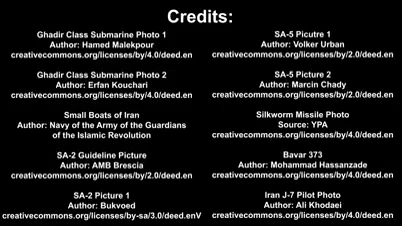 Credits:
Ghadir Class Submarine Photo 1
Author: Hamed Malekpour
creativecommons.org/licenses/by/4.0/deed.en
Ghadir Class Submarine Photo 2
Author: Erfan Kouchari
creativecommons.org/licenses/by/4.0/deed.en
Small Boats of Iran
Author: Navy of the Army of the Guardians
of the Islamic Revolution
SA-2 Guideline Picture
Author: AMB Brescia
creativecommons.org/licenses/by/2.0/deed.en
SA-2 Picture 1
Author: Bukvoed
creativecommons.org/licenses/by-sa/3.0/deed.enV
SA-5 Picutre 1
Author: Volker Urban
creativecommons.org/licenses/by/2.0/deed.en
SA-5 Picture 2
Author: Marcin Chady
creativecommons.org/licenses/by/2.0/deed.en
Silkworm Missile Photo
Source: YPA
creativecommons.org/licenses/by/4.0/deed.en
Bavar 373
Author: Mohammad Hassanzade
creativecommons.org/licenses/by/4.0/deed.en
Iran J-7 Pilot Photo
Author: Ali Khodaei
creativecommons.org/licenses/by/4.0/deed.en